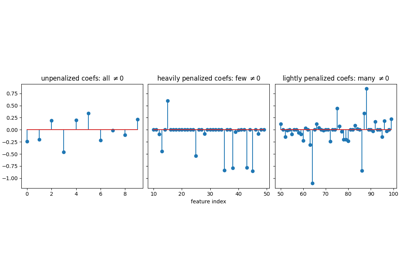 unpenalized coefs: all ≠0
heavily penalized coefs: few ≠0
lightly penalized coefs: many ≠0
0.75
0.50
0.25
0.00
−0.25
−0.50
−0.75
−1.00
0 2 4 6 8
10 20 30 40 50
50 60 70 80 90 100
feature index